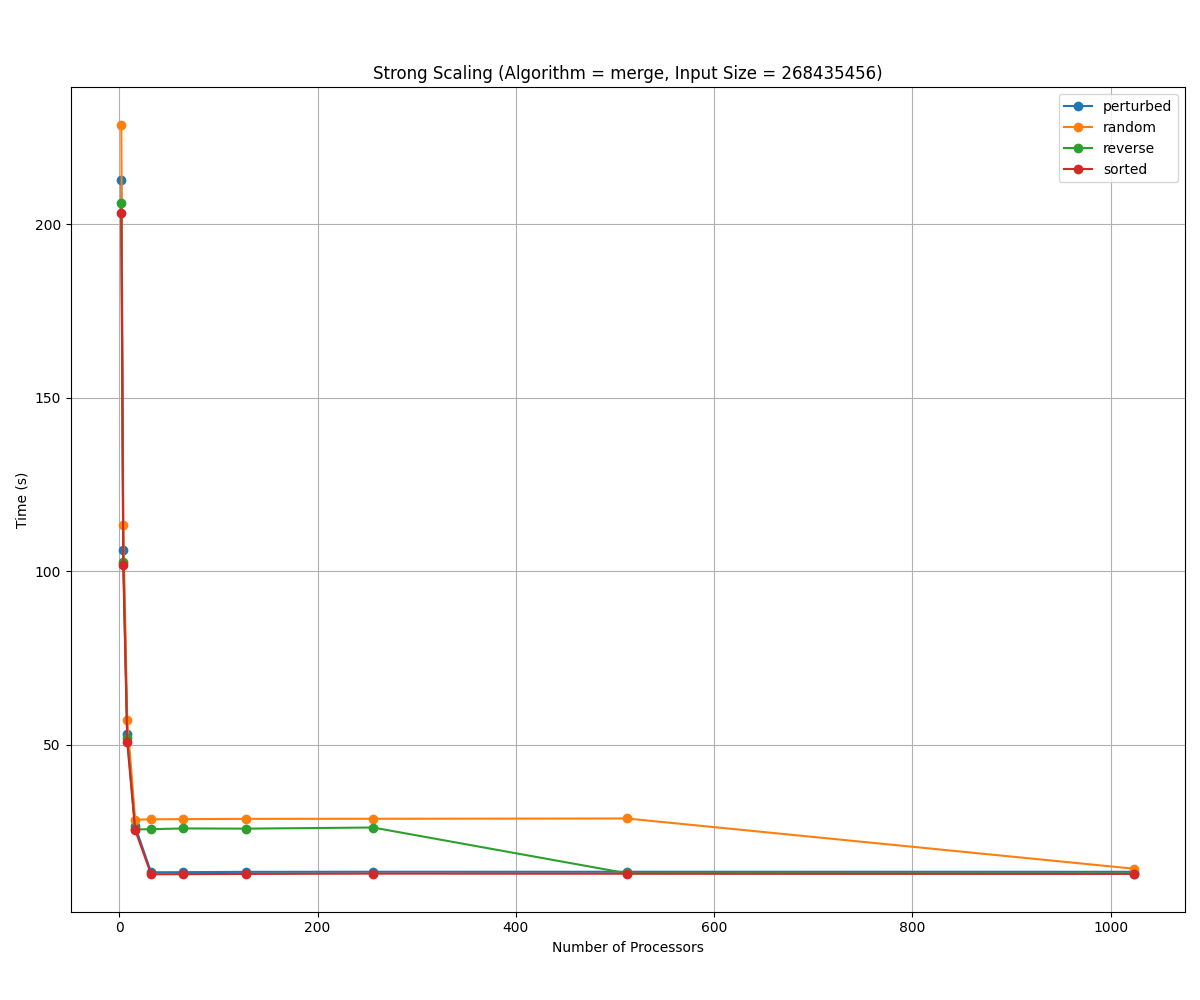 Strong Scaling (Algorithm = merge, Input Size = 268435456)
perturbed
random
reverse
sorted
200
150
100
50
Time (s)
0
200
400
600
800
1000
Number of Processors